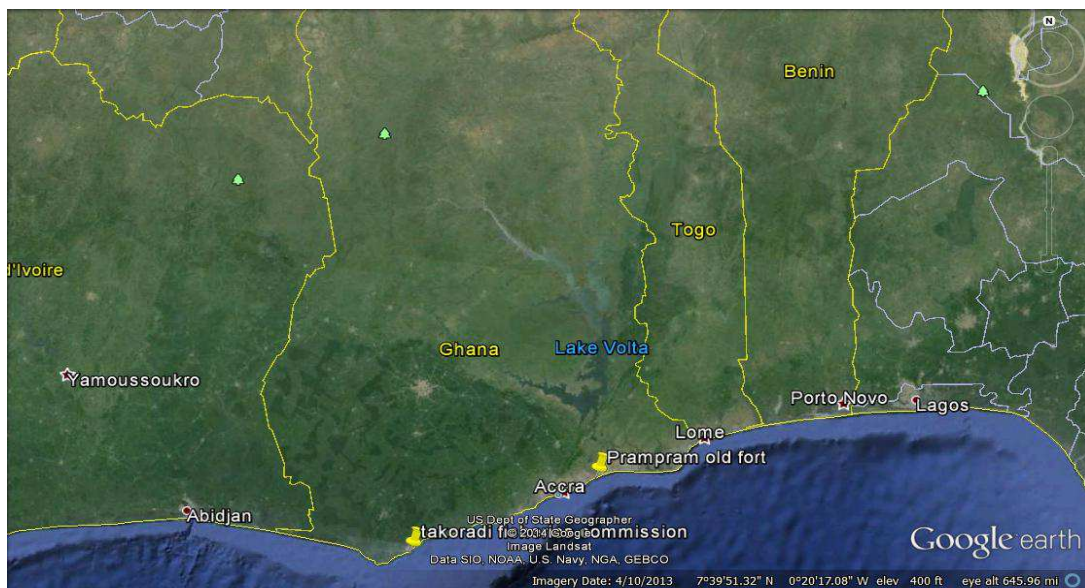 N
Benin
Togo
d'Ivoire
Ghana
Lake Volta
Yamoussoukro
Porto Novo
Lagos
Lome
Prampram old fort
Accra
Abidjan
US Dept of State Geographer
takoradi commission
© 2014 Google
Image Landsat
Data SIO, NOAA, U.S. Navy, NGA, GEBCO
Google earth
Imagery Date: 4/10/2013 7°39'51.32" N 0°20'17.08" W elev 400 ft eye alt 645.96 mi